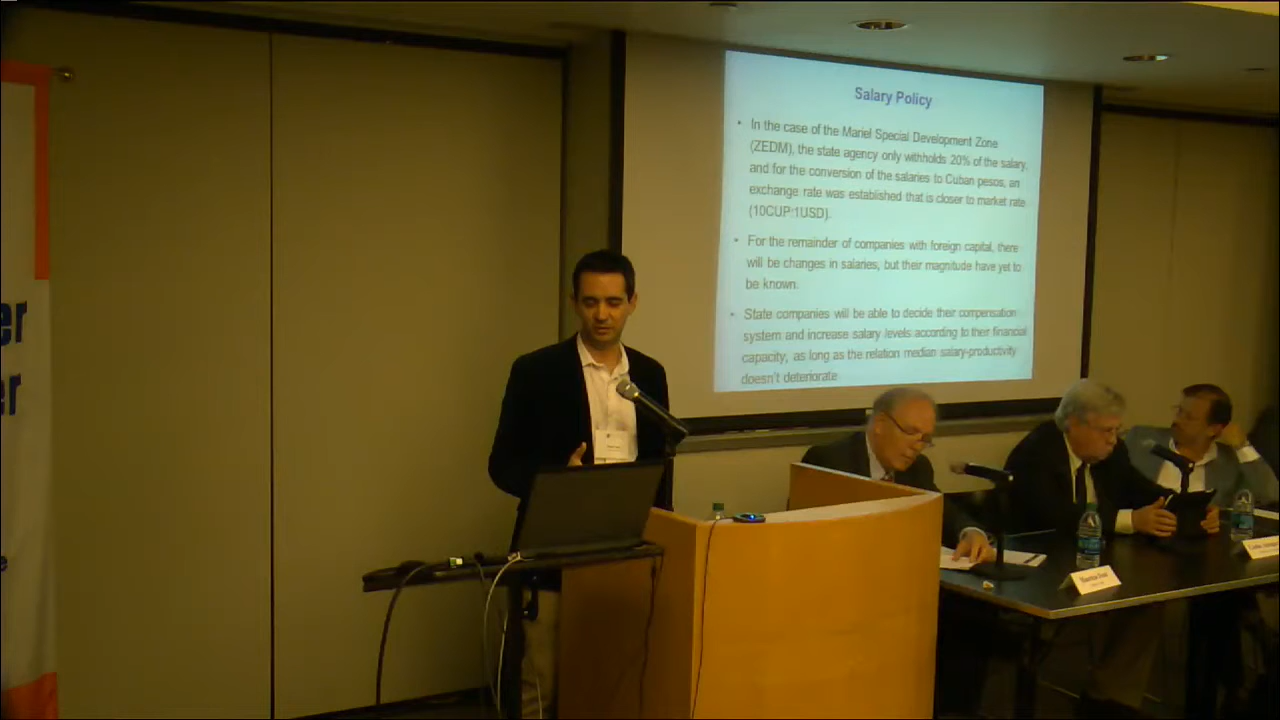 Salary Policy
• In the case of the Mariel Special Development Zone
(ZEDM), the state agency only withholds 20% of the salary,
and for the conversion of the salaries to Cuban pesos, an
exchange rate was established that is closer to market rate
(10CUP:1USD).
• For the remainder of companies with foreign capital, there
will be changes in salaries, but their magnitude have yet to
be known.
• State companies will be able to decide their compensation
system and increase salary levels according to their financial
capacity, as long as the relation median salary-productivity
doesn't deteriorate
er
er
e